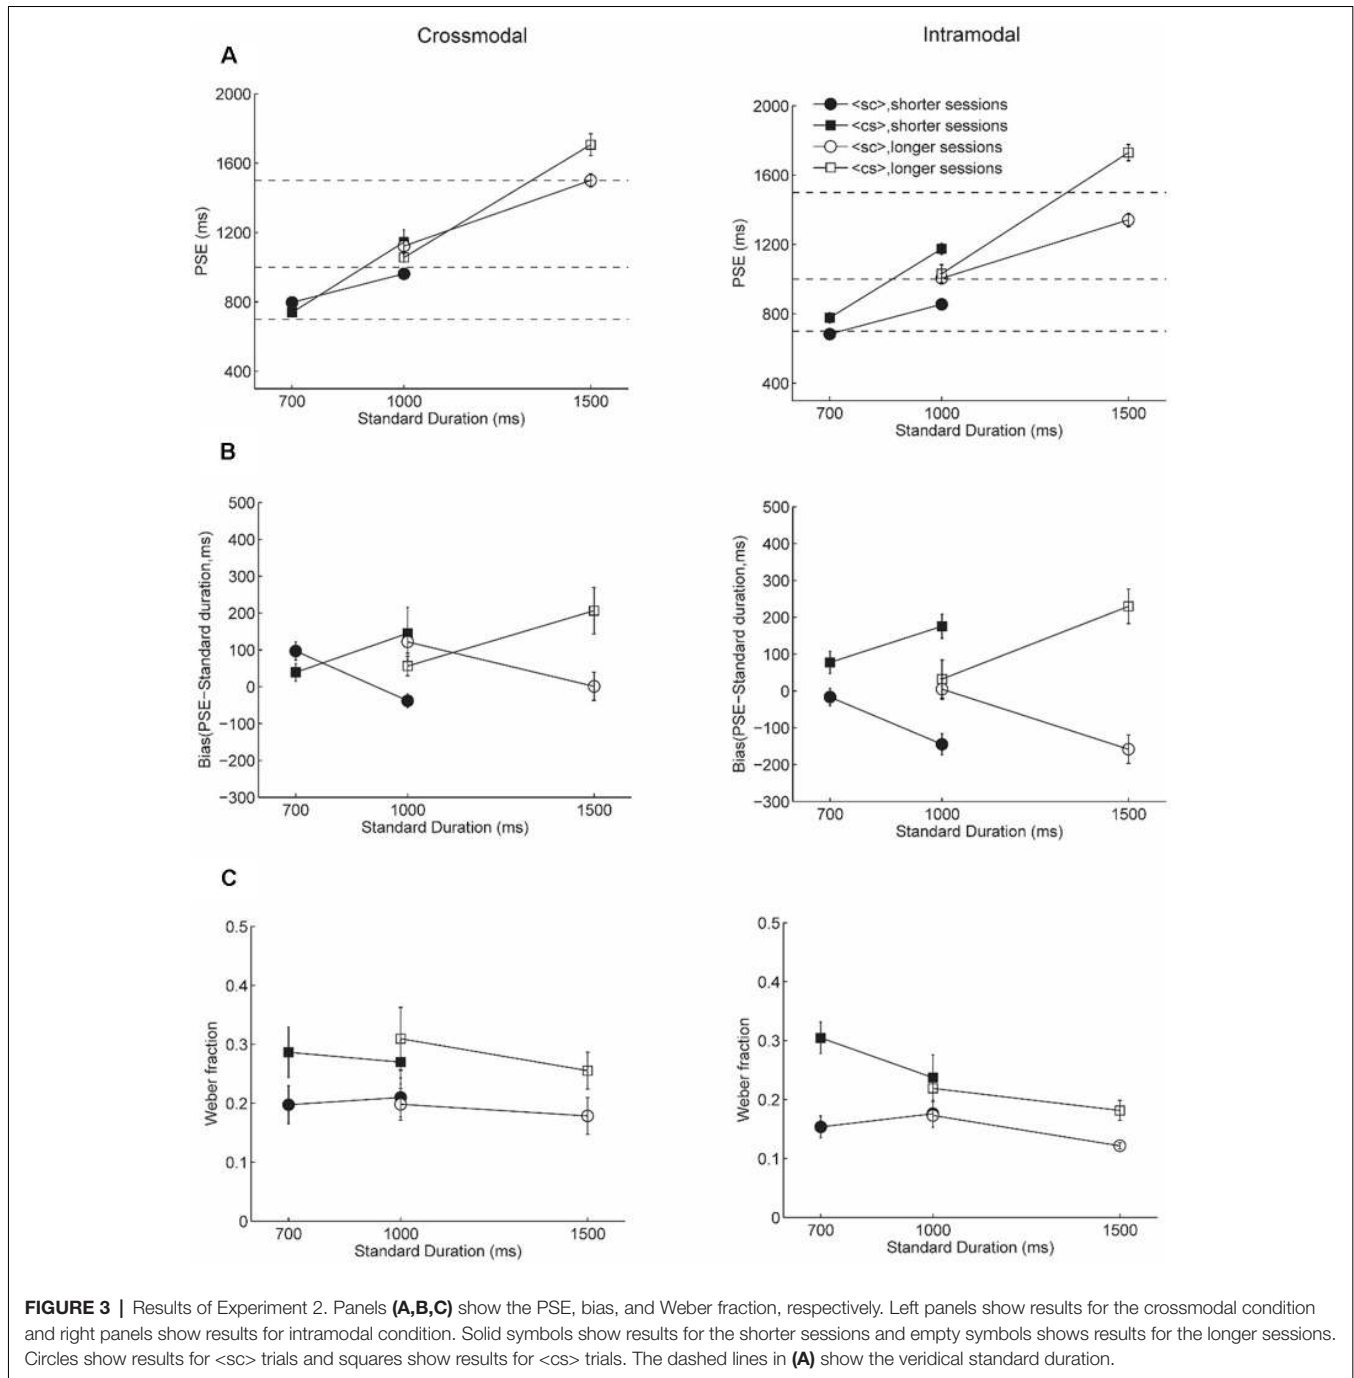 Crossmodal
Intramodal
A
2000
1600
1200
800
400
PSE (ms)
700
1000
1500
Standard Duration (ms)
2000
1600
1200
800
400
PSE (ms)
<sc>,shorter sessions
<cs>,shorter sessions
<sc>,longer sessions
<cs>,longer sessions
700
1000
1500
Standard Duration (ms)
B
500
400
300
200
100
0
−100
−200
−300
Bias(PSE−Standard duration,ms)
700
1000
1500
Standard Duration (ms)
500
400
300
200
100
0
−100
−200
−300
Bias(PSE−Standard duration,ms)
700
1000
1500
Standard Duration (ms)
C
0.5
0.4
0.3
0.2
0.1
0
Weber fraction
700
1000
1500
Standard Duration (ms)
0.5
0.4
0.3
0.2
0.1
0
Weber fraction
700
1000
1500
Standard Duration (ms)
FIGURE 3 | Results of Experiment 2. Panels (A,B,C) show the PSE, bias, and Weber fraction, respectively. Left panels show results for the crossmodal condition
and right panels show results for intramodal condition. Solid symbols show results for the shorter sessions and empty symbols shows results for the longer sessions.
Circles show results for <sc> trials and squares show results for <cs> trials. The dashed lines in (A) show the veridical standard duration.